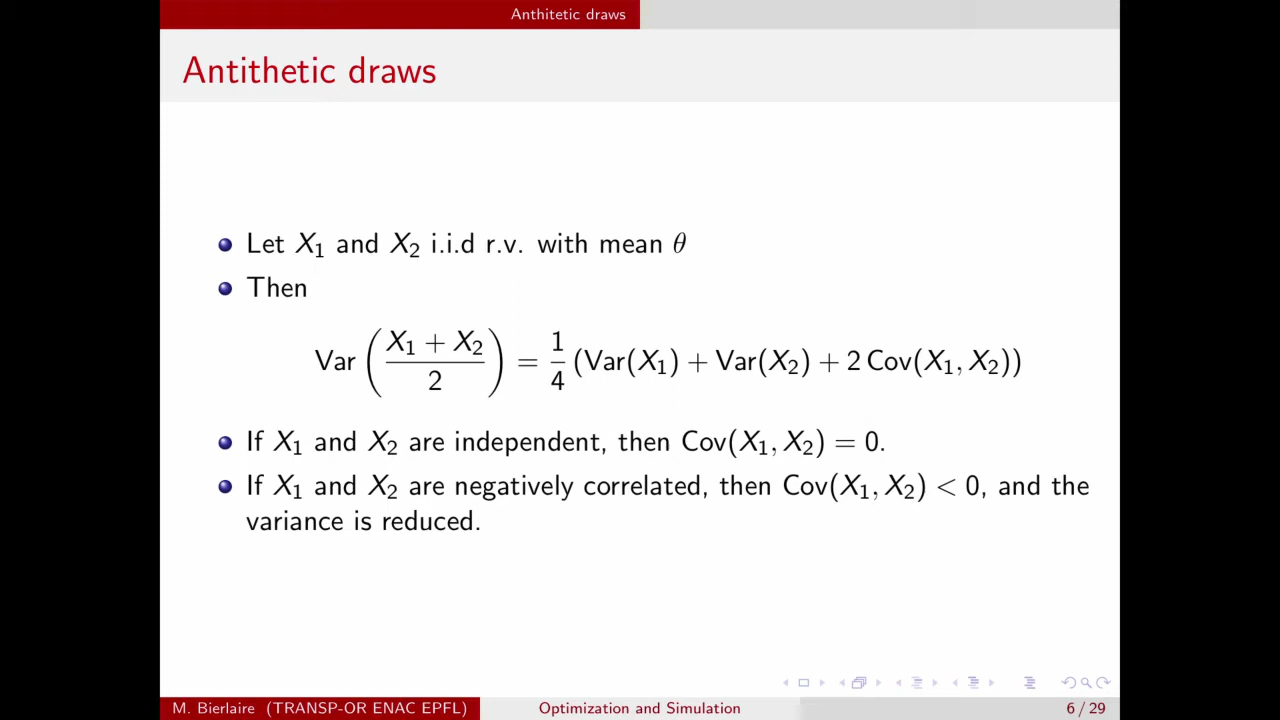 Anthitetic draws
Antithetic draws
Let X₁ and X₂ i.i.d r.v. with mean θ
Then
Var ( (X₁ + X₂) / 2 ) = 1/4 (Var(X₁) + Var(X₂) + 2 Cov(X₁, X₂))
If X₁ and X₂ are independent, then Cov(X₁, X₂) = 0.
If X₁ and X₂ are negatively correlated, then Cov(X₁, X₂) < 0, and the
variance is reduced.
M. Bierlaire (TRANSP-OR ENAC EPFL) Optimization and Simulation 6 / 29